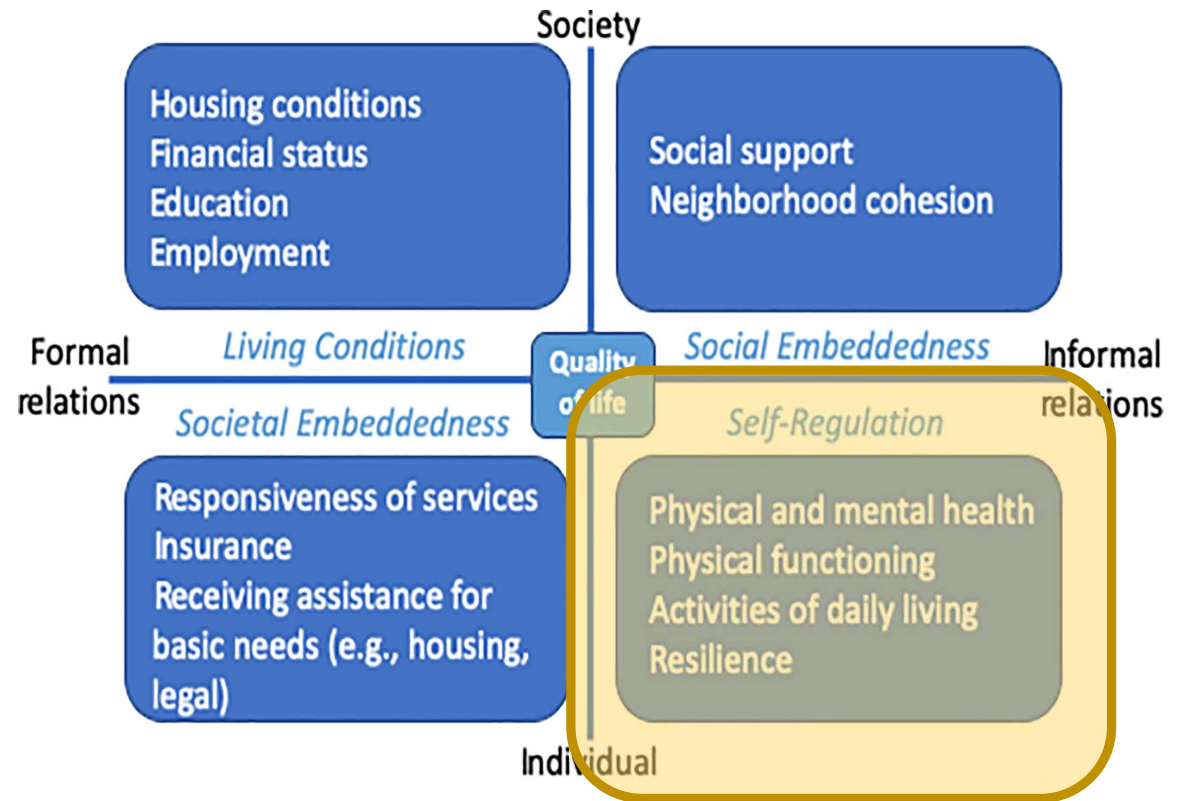 Society
Housing conditions
Financial status
Education
Employment
Social support
Neighborhood cohesion
Formal
relations
Living Conditions
Quality
of life
Social Embeddedness
Informal
relations
Societal Embeddedness
Self-Regulation
Responsiveness of services
Insurance
Receiving assistance for
basic needs (e.g., housing,
legal)
Physical and mental health
Physical functioning
Activities of daily living
Resilience
Individual